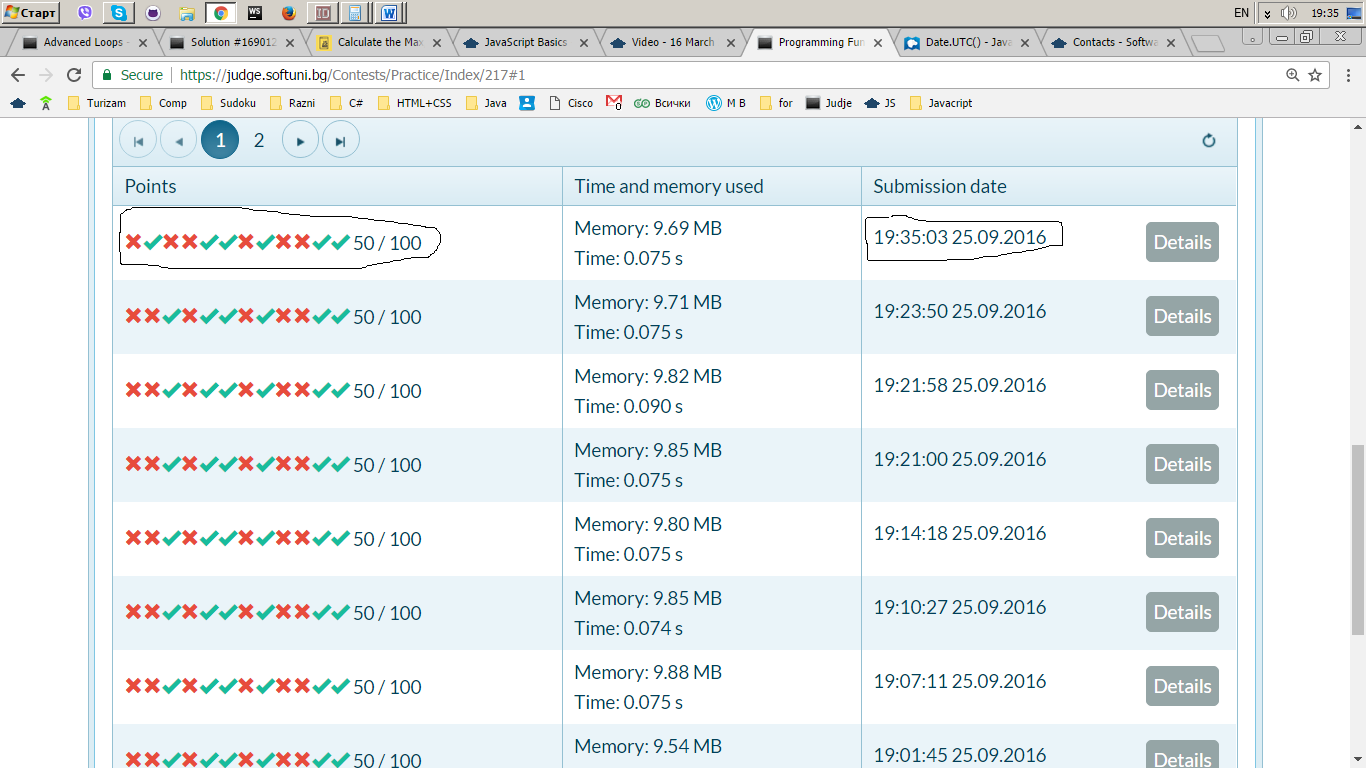 Старт
EN
19:35
Advanced Loops -
Solution #169012
Calculate the Max
JavaScript Basics
Video - 16 March
Programming Fun
Date.UTC() - Java
Contacts - Softwa
Secure
https://judge.softuni.bg/Contests/Practice/Index/217#1
Turizam
Comp
Sudoku
Razni
C#
HTML+CSS
Java
Cisco
Всички
M B
for
Judje
JS
Javacript
1
2
Points
Time and memory used
Submission date
50 / 100
Memory: 9.69 MB
Time: 0.075 s
19:35:03 25.09.2016
Details
50 / 100
Memory: 9.71 MB
Time: 0.075 s
19:23:50 25.09.2016
Details
50 / 100
Memory: 9.82 MB
Time: 0.090 s
19:21:58 25.09.2016
Details
50 / 100
Memory: 9.85 MB
Time: 0.075 s
19:21:00 25.09.2016
Details
50 / 100
Memory: 9.80 MB
Time: 0.075 s
19:14:18 25.09.2016
Details
50 / 100
Memory: 9.85 MB
Time: 0.074 s
19:10:27 25.09.2016
Details
50 / 100
Memory: 9.88 MB
Time: 0.075 s
19:07:11 25.09.2016
Details
50 / 100
Memory: 9.54 MB
19:01:45 25.09.2016
Details